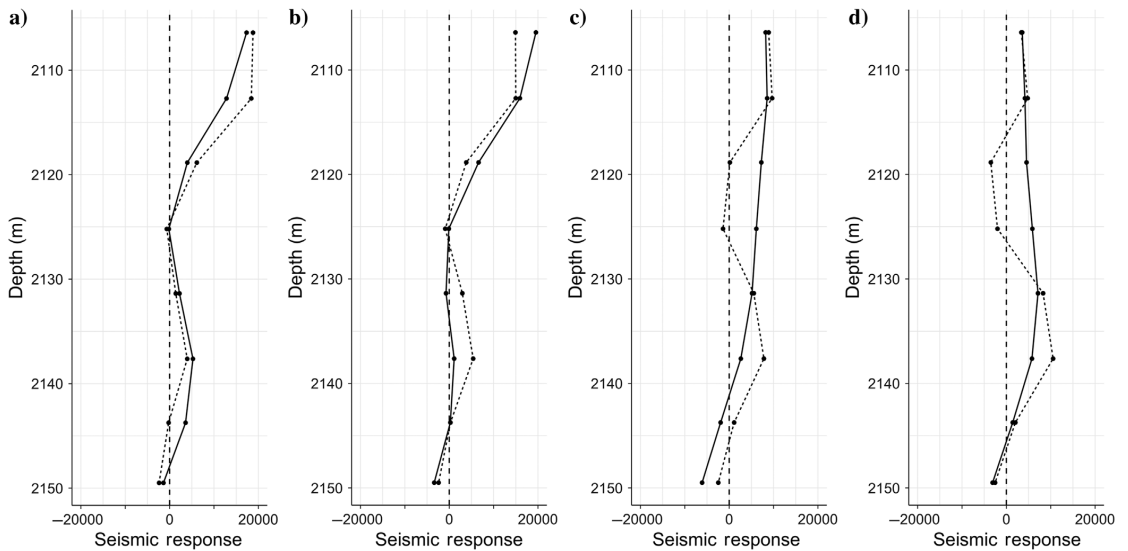 a) b) c) d)
2110 2110 2110 2110
2120 2120 2120 2120
Depth (m) Depth (m) Depth (m) Depth (m)
2130 2130 2130 2130
2140 2140 2140 2140
2150 2150 2150 2150
−20000 0 20000 −20000 0 20000 −20000 0 20000 −20000 0 20000
Seismic response Seismic response Seismic response Seismic response